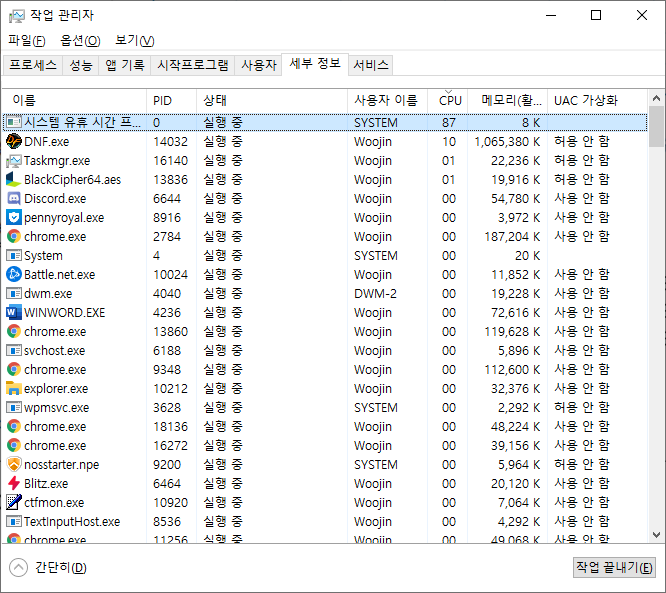 작업 관리자
파일(F) 옵션(O) 보기(V)
프로세스 성능 앱 기록 시작프로그램 사용자 세부 정보 서비스
이름 PID 상태 사용자 이름 CPU 메모리(활... UAC 가상화
시스템 유휴 시간 프... 0 실행 중 SYSTEM 87 8 K
DNF.exe 14032 실행 중 Woojin 10 1,065,380 K 허용 안 함
Taskmgr.exe 16140 실행 중 Woojin 01 22,236 K 허용 안 함
BlackCipher64.aes 13836 실행 중 Woojin 01 19,916 K 허용 안 함
Discord.exe 6644 실행 중 Woojin 00 54,780 K 사용 안 함
pennyroyal.exe 8916 실행 중 Woojin 00 3,972 K 사용 안 함
chrome.exe 2784 실행 중 Woojin 00 187,204 K 사용 안 함
System 4 실행 중 SYSTEM 00 20 K
Battle.net.exe 10024 실행 중 Woojin 00 11,852 K 사용 안 함
dwm.exe 4040 실행 중 DWM-2 00 19,228 K 사용 안 함
WINWORD.EXE 4236 실행 중 Woojin 00 72,616 K 사용 안 함
chrome.exe 13860 실행 중 Woojin 00 119,628 K 사용 안 함
svchost.exe 6188 실행 중 Woojin 00 5,896 K 사용 안 함
chrome.exe 9348 실행 중 Woojin 00 112,600 K 사용 안 함
explorer.exe 10212 실행 중 Woojin 00 32,376 K 사용 안 함
wpmsvc.exe 3628 실행 중 SYSTEM 00 2,292 K 허용 안 함
chrome.exe 18136 실행 중 Woojin 00 48,224 K 사용 안 함
chrome.exe 16272 실행 중 Woojin 00 39,156 K 사용 안 함
nosstarter.npe 9200 실행 중 SYSTEM 00 5,964 K 허용 안 함
Blitz.exe 6464 실행 중 Woojin 00 20,120 K 사용 안 함
ctfmon.exe 10920 실행 중 Woojin 00 7,064 K 사용 안 함
TextInputHost.exe 8536 실행 중 Woojin 00 4,292 K 사용 안 함
chrome.exe 11256 실행 중 Woojin 00 49,068 K 사용 안 함
간단히(D) 작업 끝내기(E)